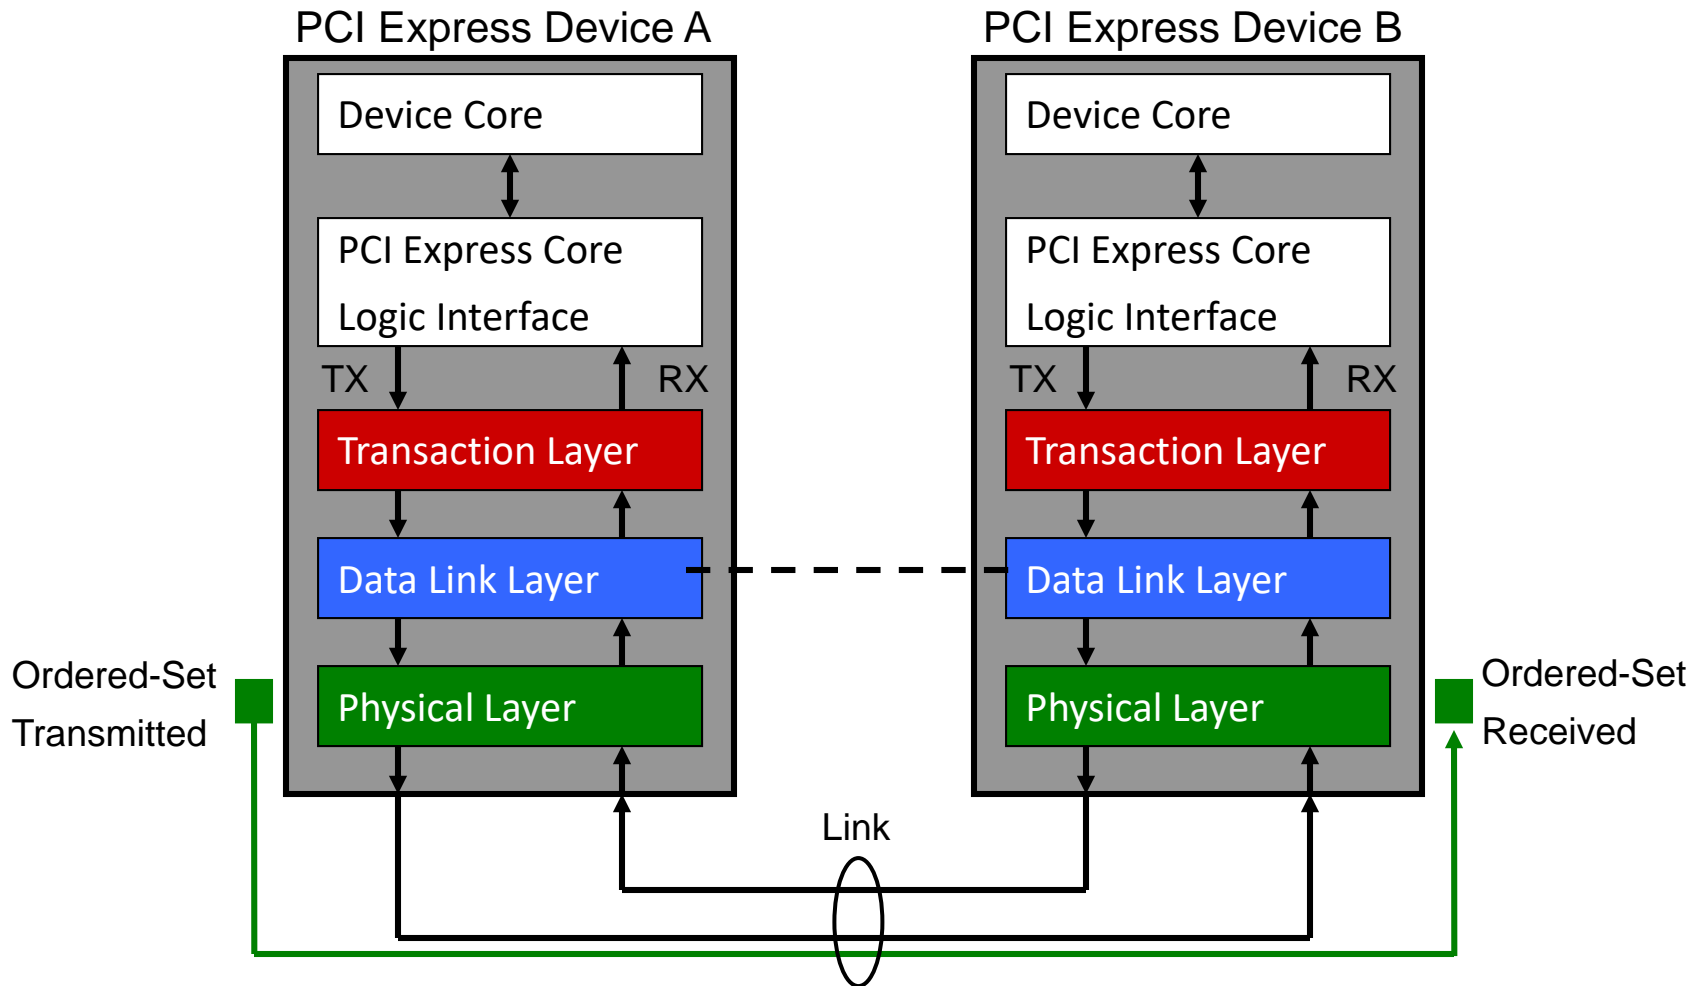 PCI Express Device A
PCI Express Device B
Device Core
Device Core
PCI Express Core
Logic Interface
PCI Express Core
Logic Interface
TX
RX
TX
RX
Transaction Layer
Transaction Layer
Data Link Layer
Data Link Layer
Ordered-Set
Transmitted
Physical Layer
Physical Layer
Ordered-Set
Received
Link